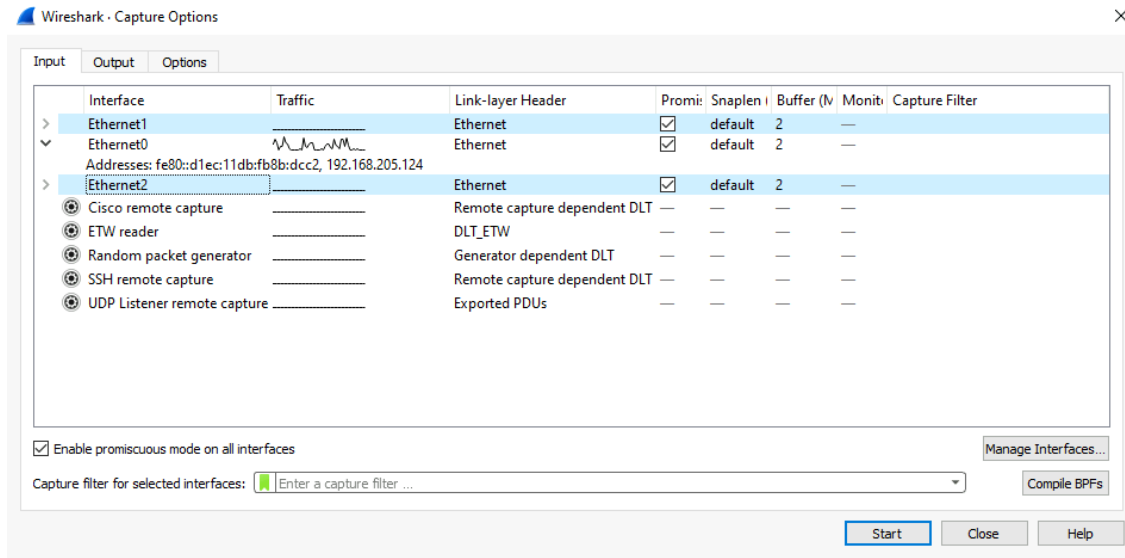 Wireshark · Capture Options
Input Output Options
Interface Traffic Link-layer Header Promis Snaplen ( Buffer (M Monito Capture Filter
Ethernet1 Ethernet default 2 —
Ethernet0 Ethernet default 2 —
Addresses: fe80::d1ec:11db:fb8b:dcc2, 192.168.205.124
Ethernet2 Ethernet default 2 —
Cisco remote capture Remote capture dependent DLT — — — —
ETW reader DLT_ETW — — — —
Random packet generator Generator dependent DLT — — — —
SSH remote capture Remote capture dependent DLT — — — —
UDP Listener remote capture Exported PDUs — — — —
Enable promiscuous mode on all interfaces
Manage Interfaces...
Capture filter for selected interfaces: Enter a capture filter ... Compile BPFs
Start Close Help